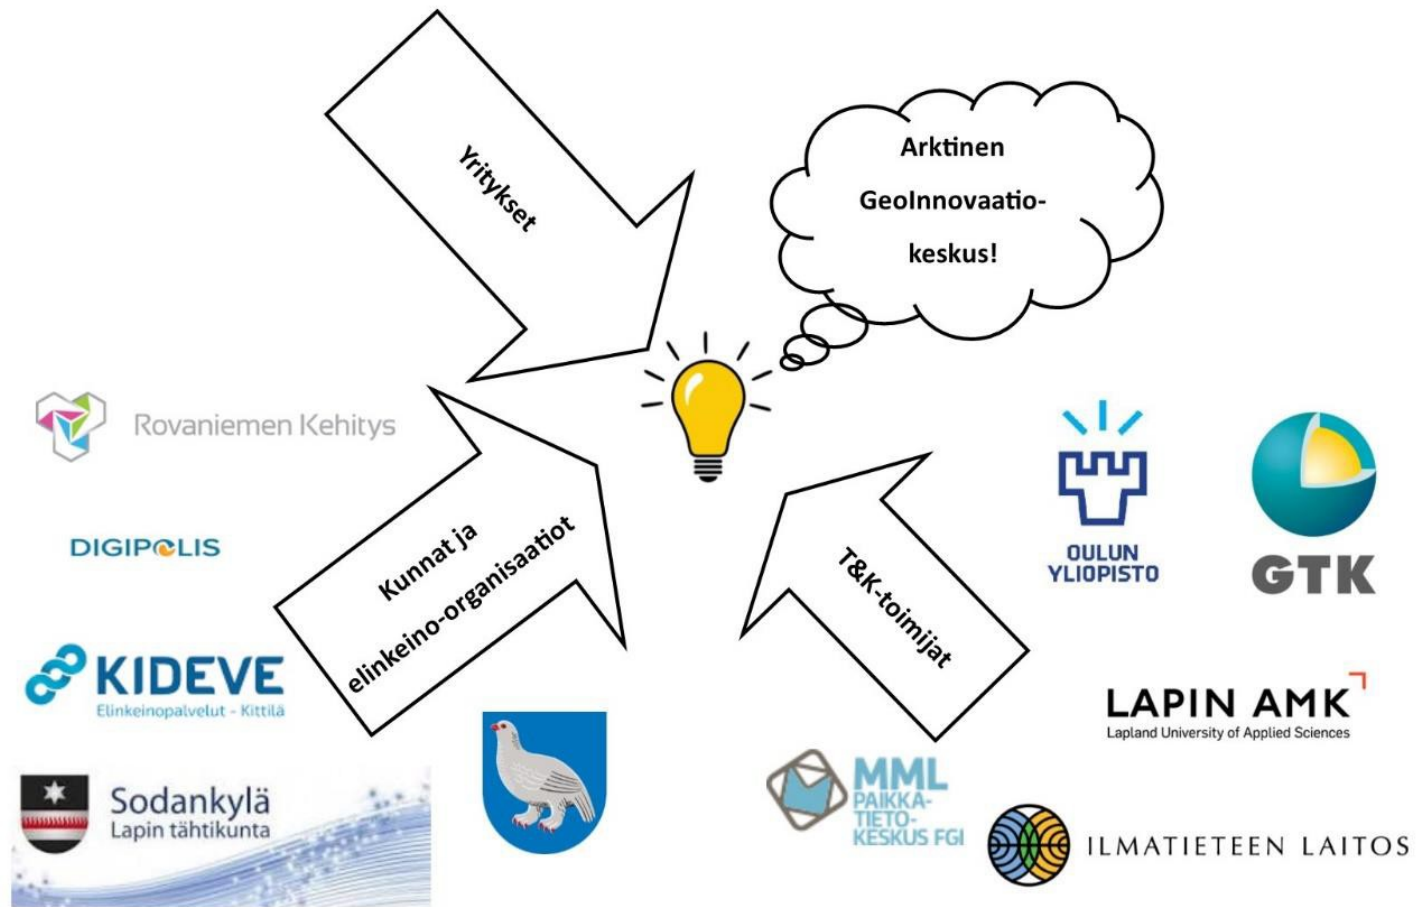 Yritykset
Arktinen
GeoInnovaatio-
keskus!
Rovaniemen Kehitys
DIGIPOLIS
Kunnat ja
elinkeino-organisaatiot
KIDEVE
Elinkeinopalvelut - Kittilä
Sodankylä
Lapin tähtikunta
T&K-toimijat
OULUN
YLIOPISTO
GTK
LAPIN AMK
Lapland University of Applied Sciences
MML
PAIKKA-
TIETO-
KESKUS FGI
ILMATIETEEN LAITOS